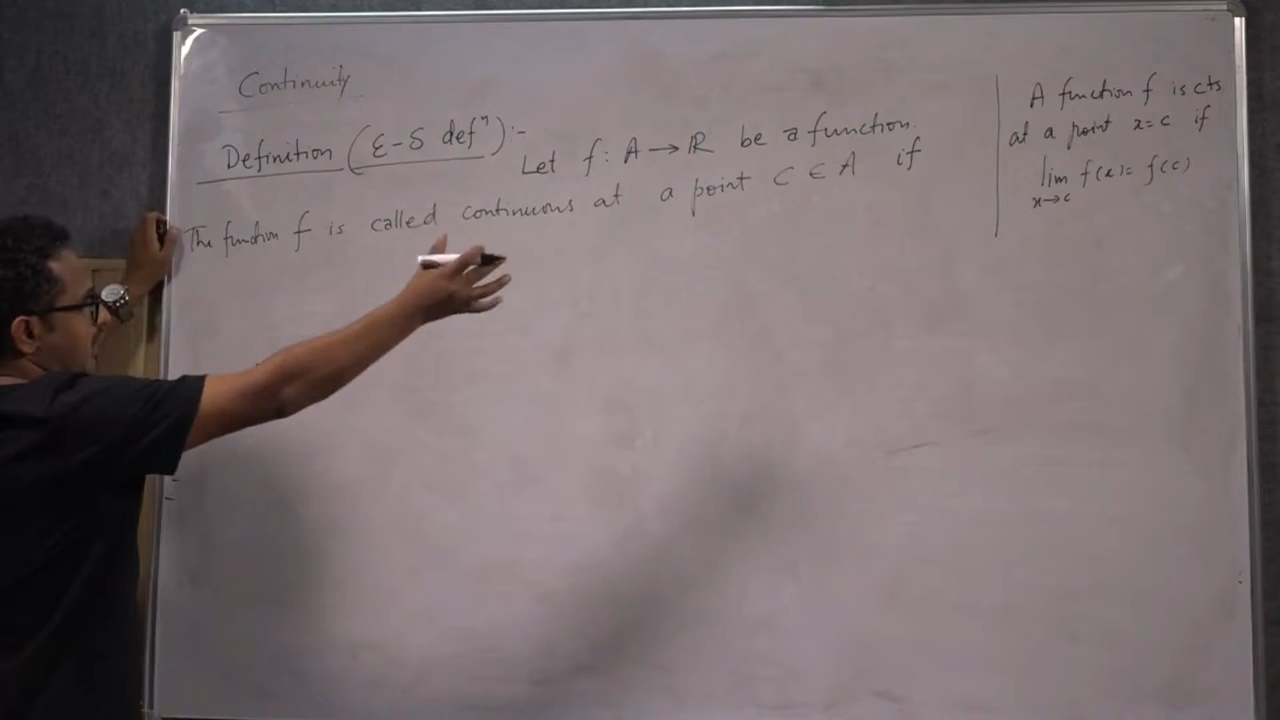 Continuity
Definition (ε-δ defⁿ):-
Let f: A → ℝ be a function.
The function f is called continuous at a point C ∈ A if
A function f is cts
at a point x=c if
lim f(x)= f(c)
x→c